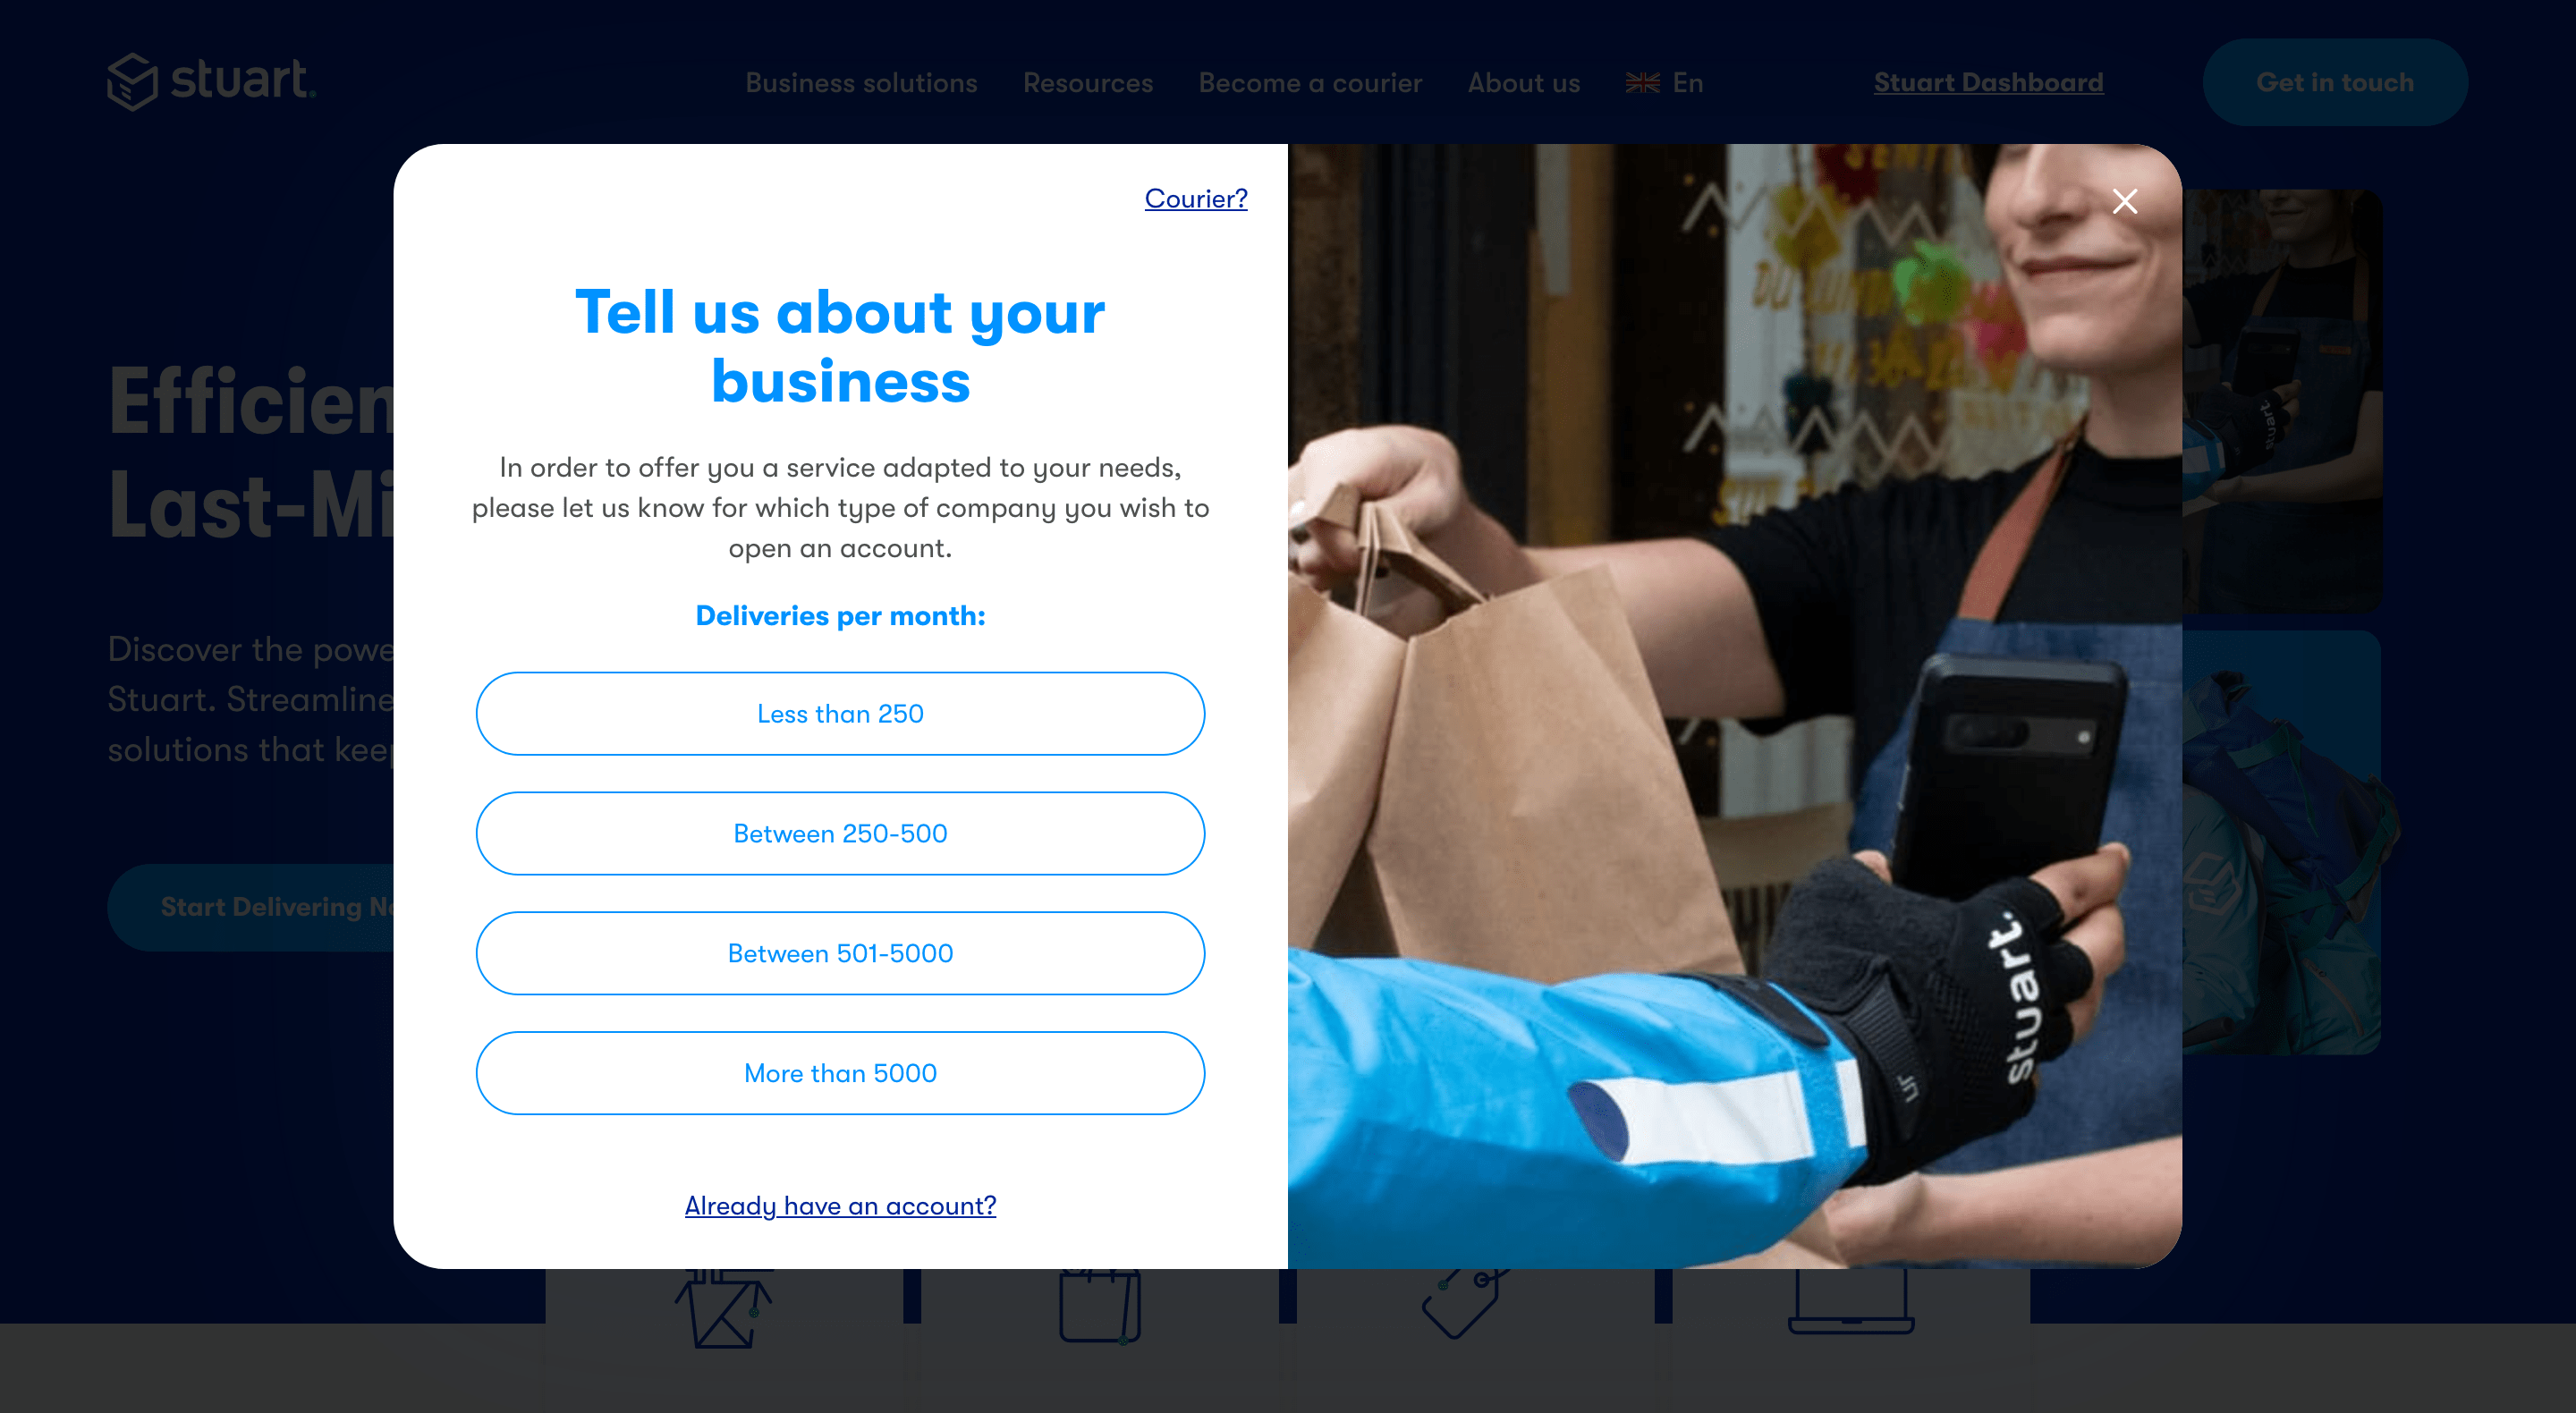 stuart.
Business solutions
Resources
Become a courier
About us
En
Stuart Dashboard
Get in touch
Courier?
Tell us about your
business
In order to offer you a service adapted to your needs,
please let us know for which type of company you wish to
open an account.
Deliveries per month:
Less than 250
Between 250-500
Between 501-5000
More than 5000
Already have an account?
Last-Mi
Discover the powe
Stuart. Streamline
solutions that keep
Start Delivering
stuart.
stuart.